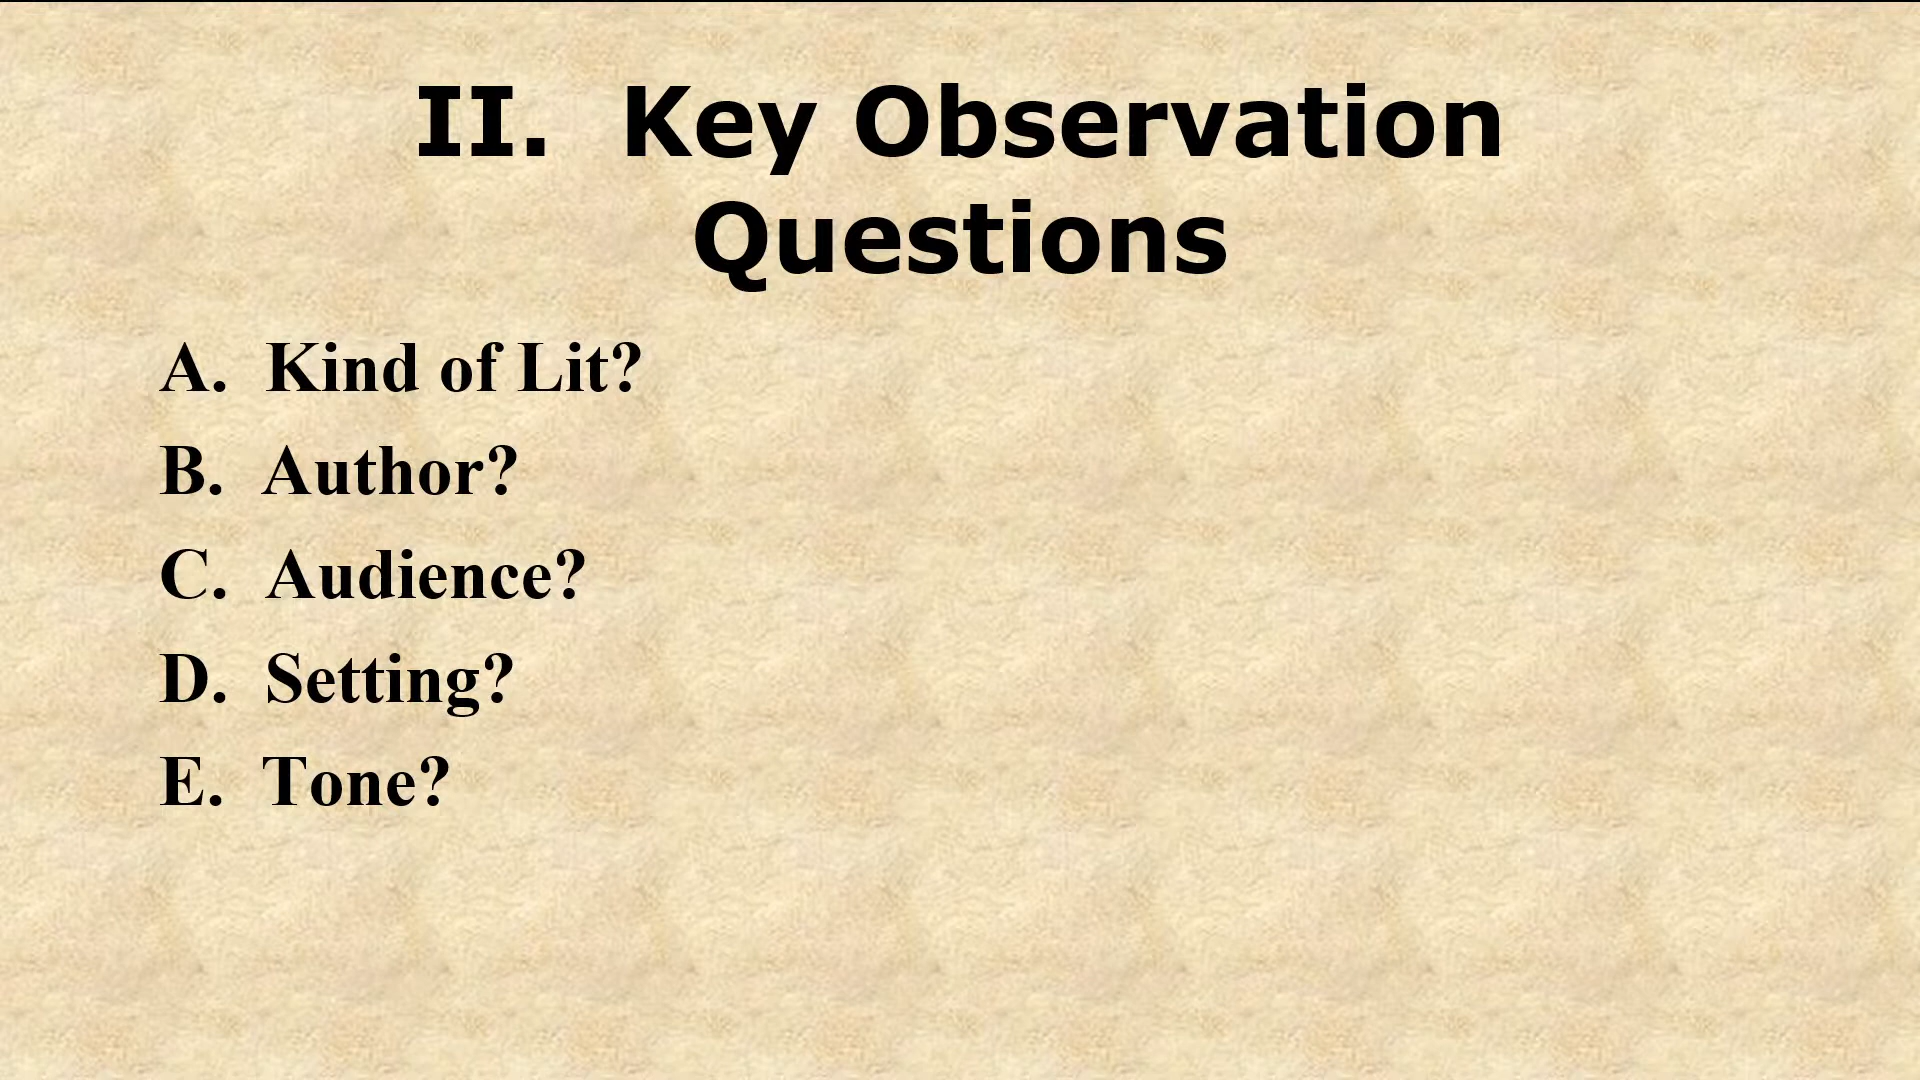 II.  Key Observation
Questions
A.  Kind of Lit?
B.  Author?
C.  Audience?
D.  Setting?
E.  Tone?